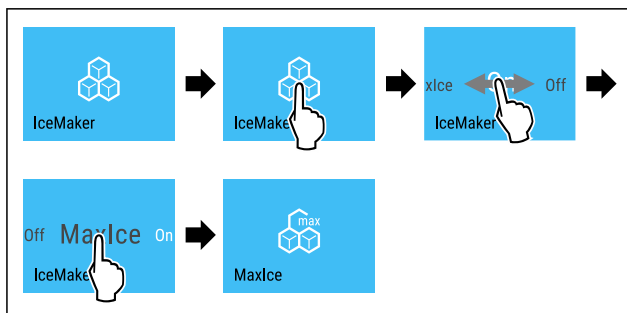 IceMaker
IceMake
xIce Off
IceMaker
Off MaxIce On
IceMake
max
MaxIce